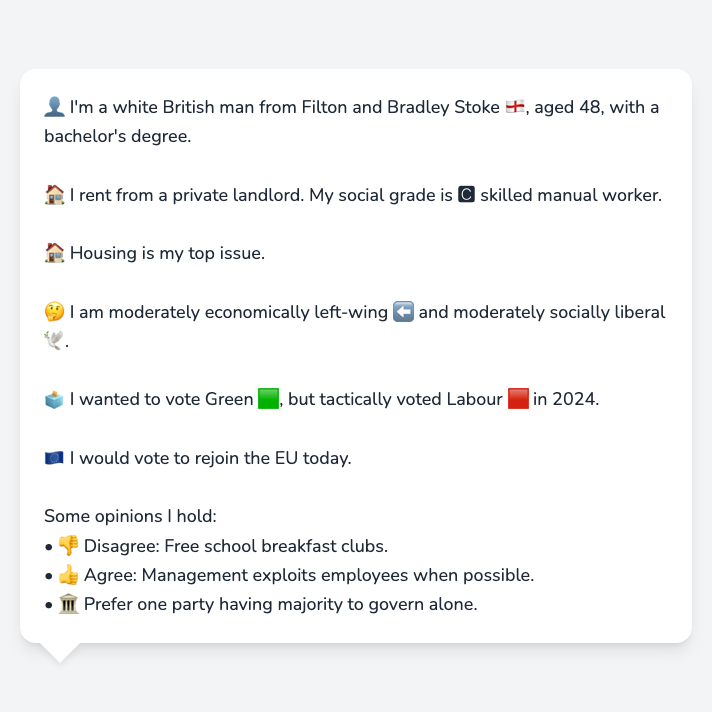 👤 I'm a white British man from Filton and Bradley Stoke 🏴󠁧󠁢󠁥󠁮󠁧󠁿, aged 48, with a
bachelor's degree.
🏠 I rent from a private landlord. My social grade is 🅲 skilled manual worker.
🏠 Housing is my top issue.
🤔 I am moderately economically left-wing ⬅️ and moderately socially liberal
🕊️.
🗳️ I wanted to vote Green 🟩, but tactically voted Labour 🟥 in 2024.
🇪🇺 I would vote to rejoin the EU today.
Some opinions I hold:
• 👎 Disagree: Free school breakfast clubs.
• 👍 Agree: Management exploits employees when possible.
• 🏛️ Prefer one party having majority to govern alone.